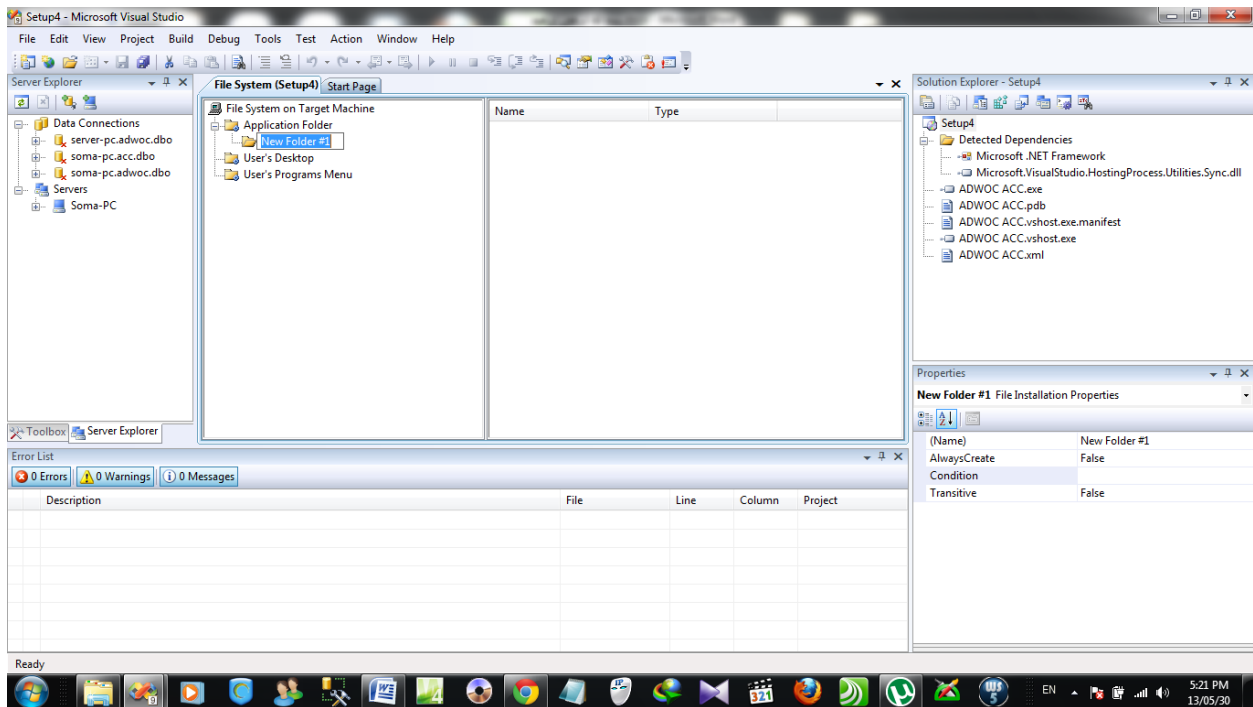 Setup4 - Microsoft Visual Studio
File Edit View Project Build Debug Tools Test Action Window Help
Server Explorer
Data Connections
server-pc.adwoc.dbo
soma-pc.acc.dbo
soma-pc.adwoc.dbo
Servers
Soma-PC
Toolbox Server Explorer
File System (Setup4) Start Page
File System on Target Machine
Application Folder
New Folder #1
User's Desktop
User's Programs Menu
Name Type
Solution Explorer - Setup4
Setup4
Detected Dependencies
Microsoft .NET Framework
Microsoft.VisualStudio.HostingProcess.Utilities.Sync.dll
ADWOC ACC.exe
ADWOC ACC.pdb
ADWOC ACC.vshost.exe.manifest
ADWOC ACC.vshost.exe
ADWOC ACC.xml
Properties
New Folder #1 File Installation Properties
(Name) New Folder #1
AlwaysCreate False
Condition
Transitive False
Error List
0 Errors 0 Warnings 0 Messages
Description File Line Column Project
Ready
EN
5:21 PM
13/05/30